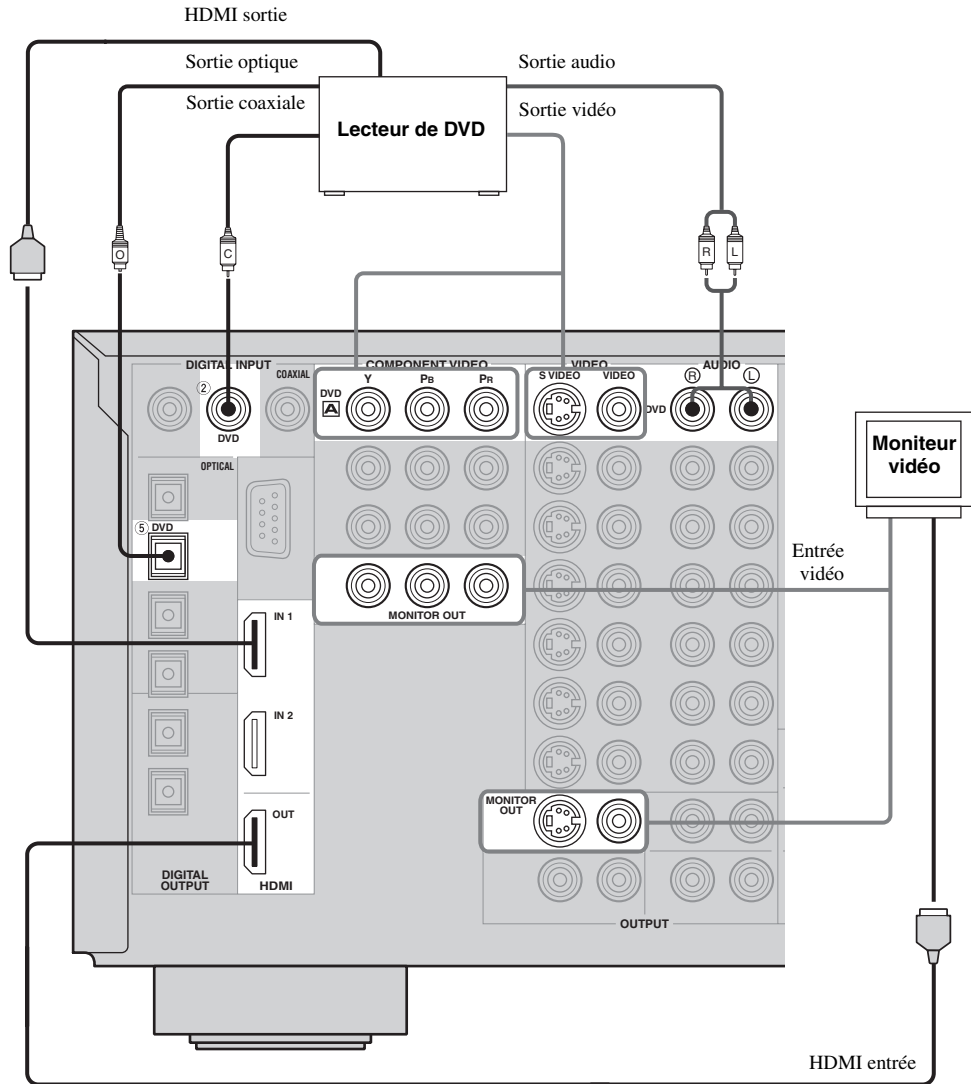 HDMI sortie
Sortie optique
Sortie coaxiale
Lecteur de DVD
Sortie audio
Sortie vidéo
O
C
R
L
DIGITAL INPUT
COAXIAL
② 
DVD
COMPONENT VIDEO
Y
PB
PR
DVD
A
VIDEO
S VIDEO
VIDEO
AUDIO
Ⓡ
Ⓛ
DVD
OPTICAL
⑤ DVD
Moniteur
vidéo
Entrée
vidéo
MONITOR OUT
IN 1
IN 2
OUT
MONITOR
OUT
DIGITAL
OUTPUT
HDMI
OUTPUT
HDMI entrée